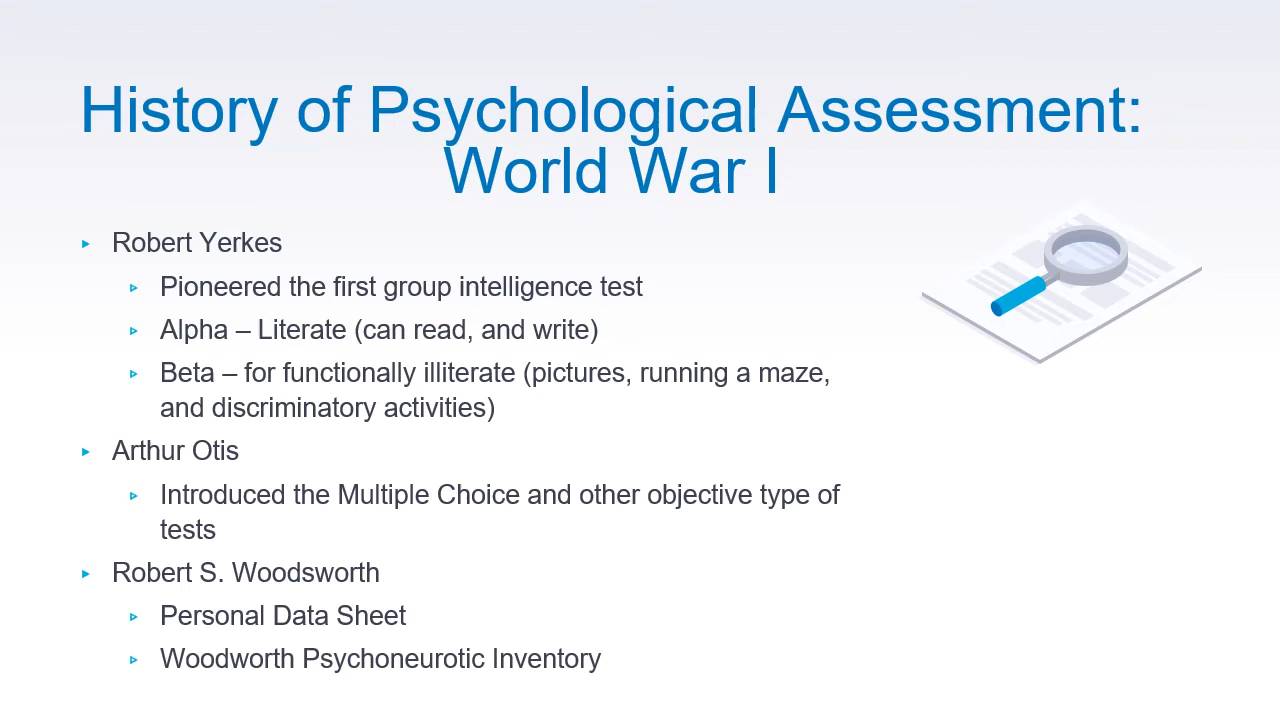 History of Psychological Assessment:
World War I
Robert Yerkes
Pioneered the first group intelligence test
Alpha – Literate (can read, and write)
Beta – for functionally illiterate (pictures, running a maze,
and discriminatory activities)
Arthur Otis
Introduced the Multiple Choice and other objective type of
tests
Robert S. Woodsworth
Personal Data Sheet
Woodworth Psychoneurotic Inventory